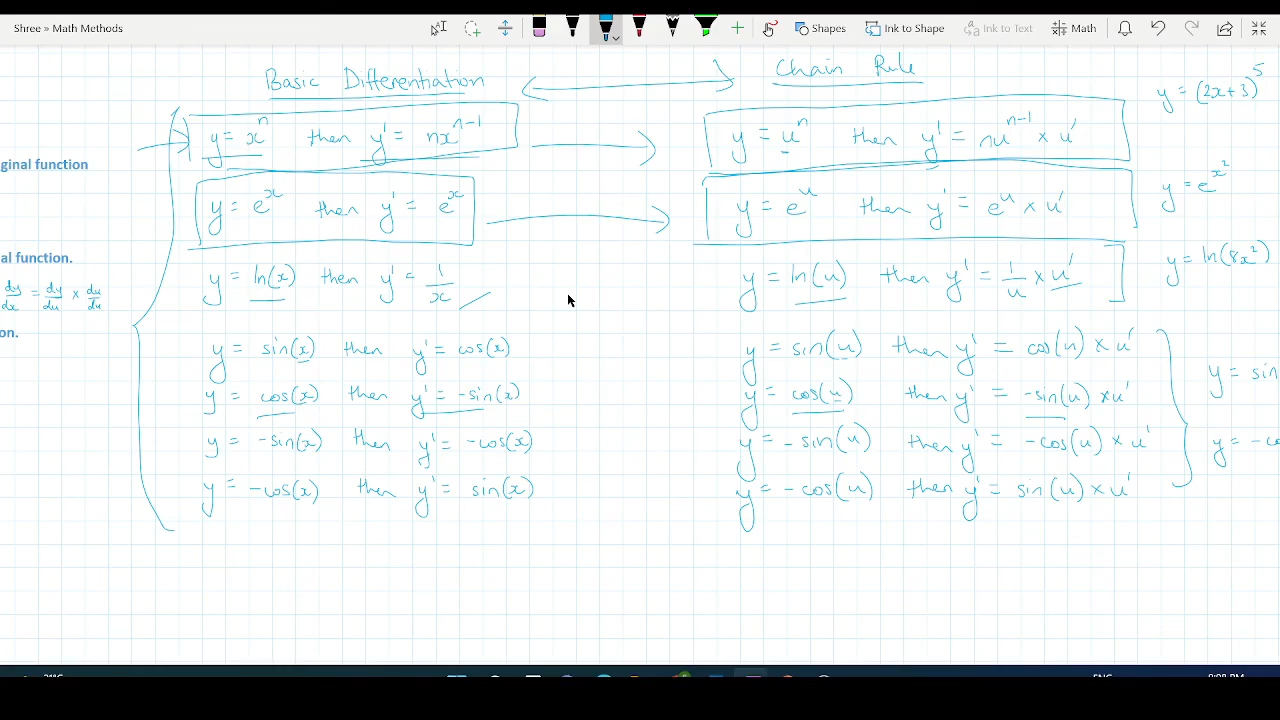 Shree » Math Methods
Shapes
Ink to Shape
Ink to Text
Math
Basic Differentiation
Chain Rule
y = (2x+3)^5
y = x^n then y' = nx^{n-1}
y = u^n then y' = nu^{n-1} × u'
ginal function
y = e^{x^2}
y = e^x then y' = e^x
y = e^u then y' = e^u × u'
al function.
y = ln(8x^2)
y = ln(x) then y' = 1/x
y = ln(u) then y' = 1/u × u'
dy/dx = dy/du × du/dx
on.
y = sin(x) then y' = cos(x)
y = sin(u) then y' = cos(u) × u'
y = sin
y = cos(x) then y' = -sin(x)
y = cos(u) then y' = -sin(u) × u'
y = -sin(x) then y' = -cos(x)
y = -sin(u) then y' = -cos(u) × u'
y = -co
y = -cos(x) then y' = sin(x)
y = -cos(u) then y' = sin(u) × u'